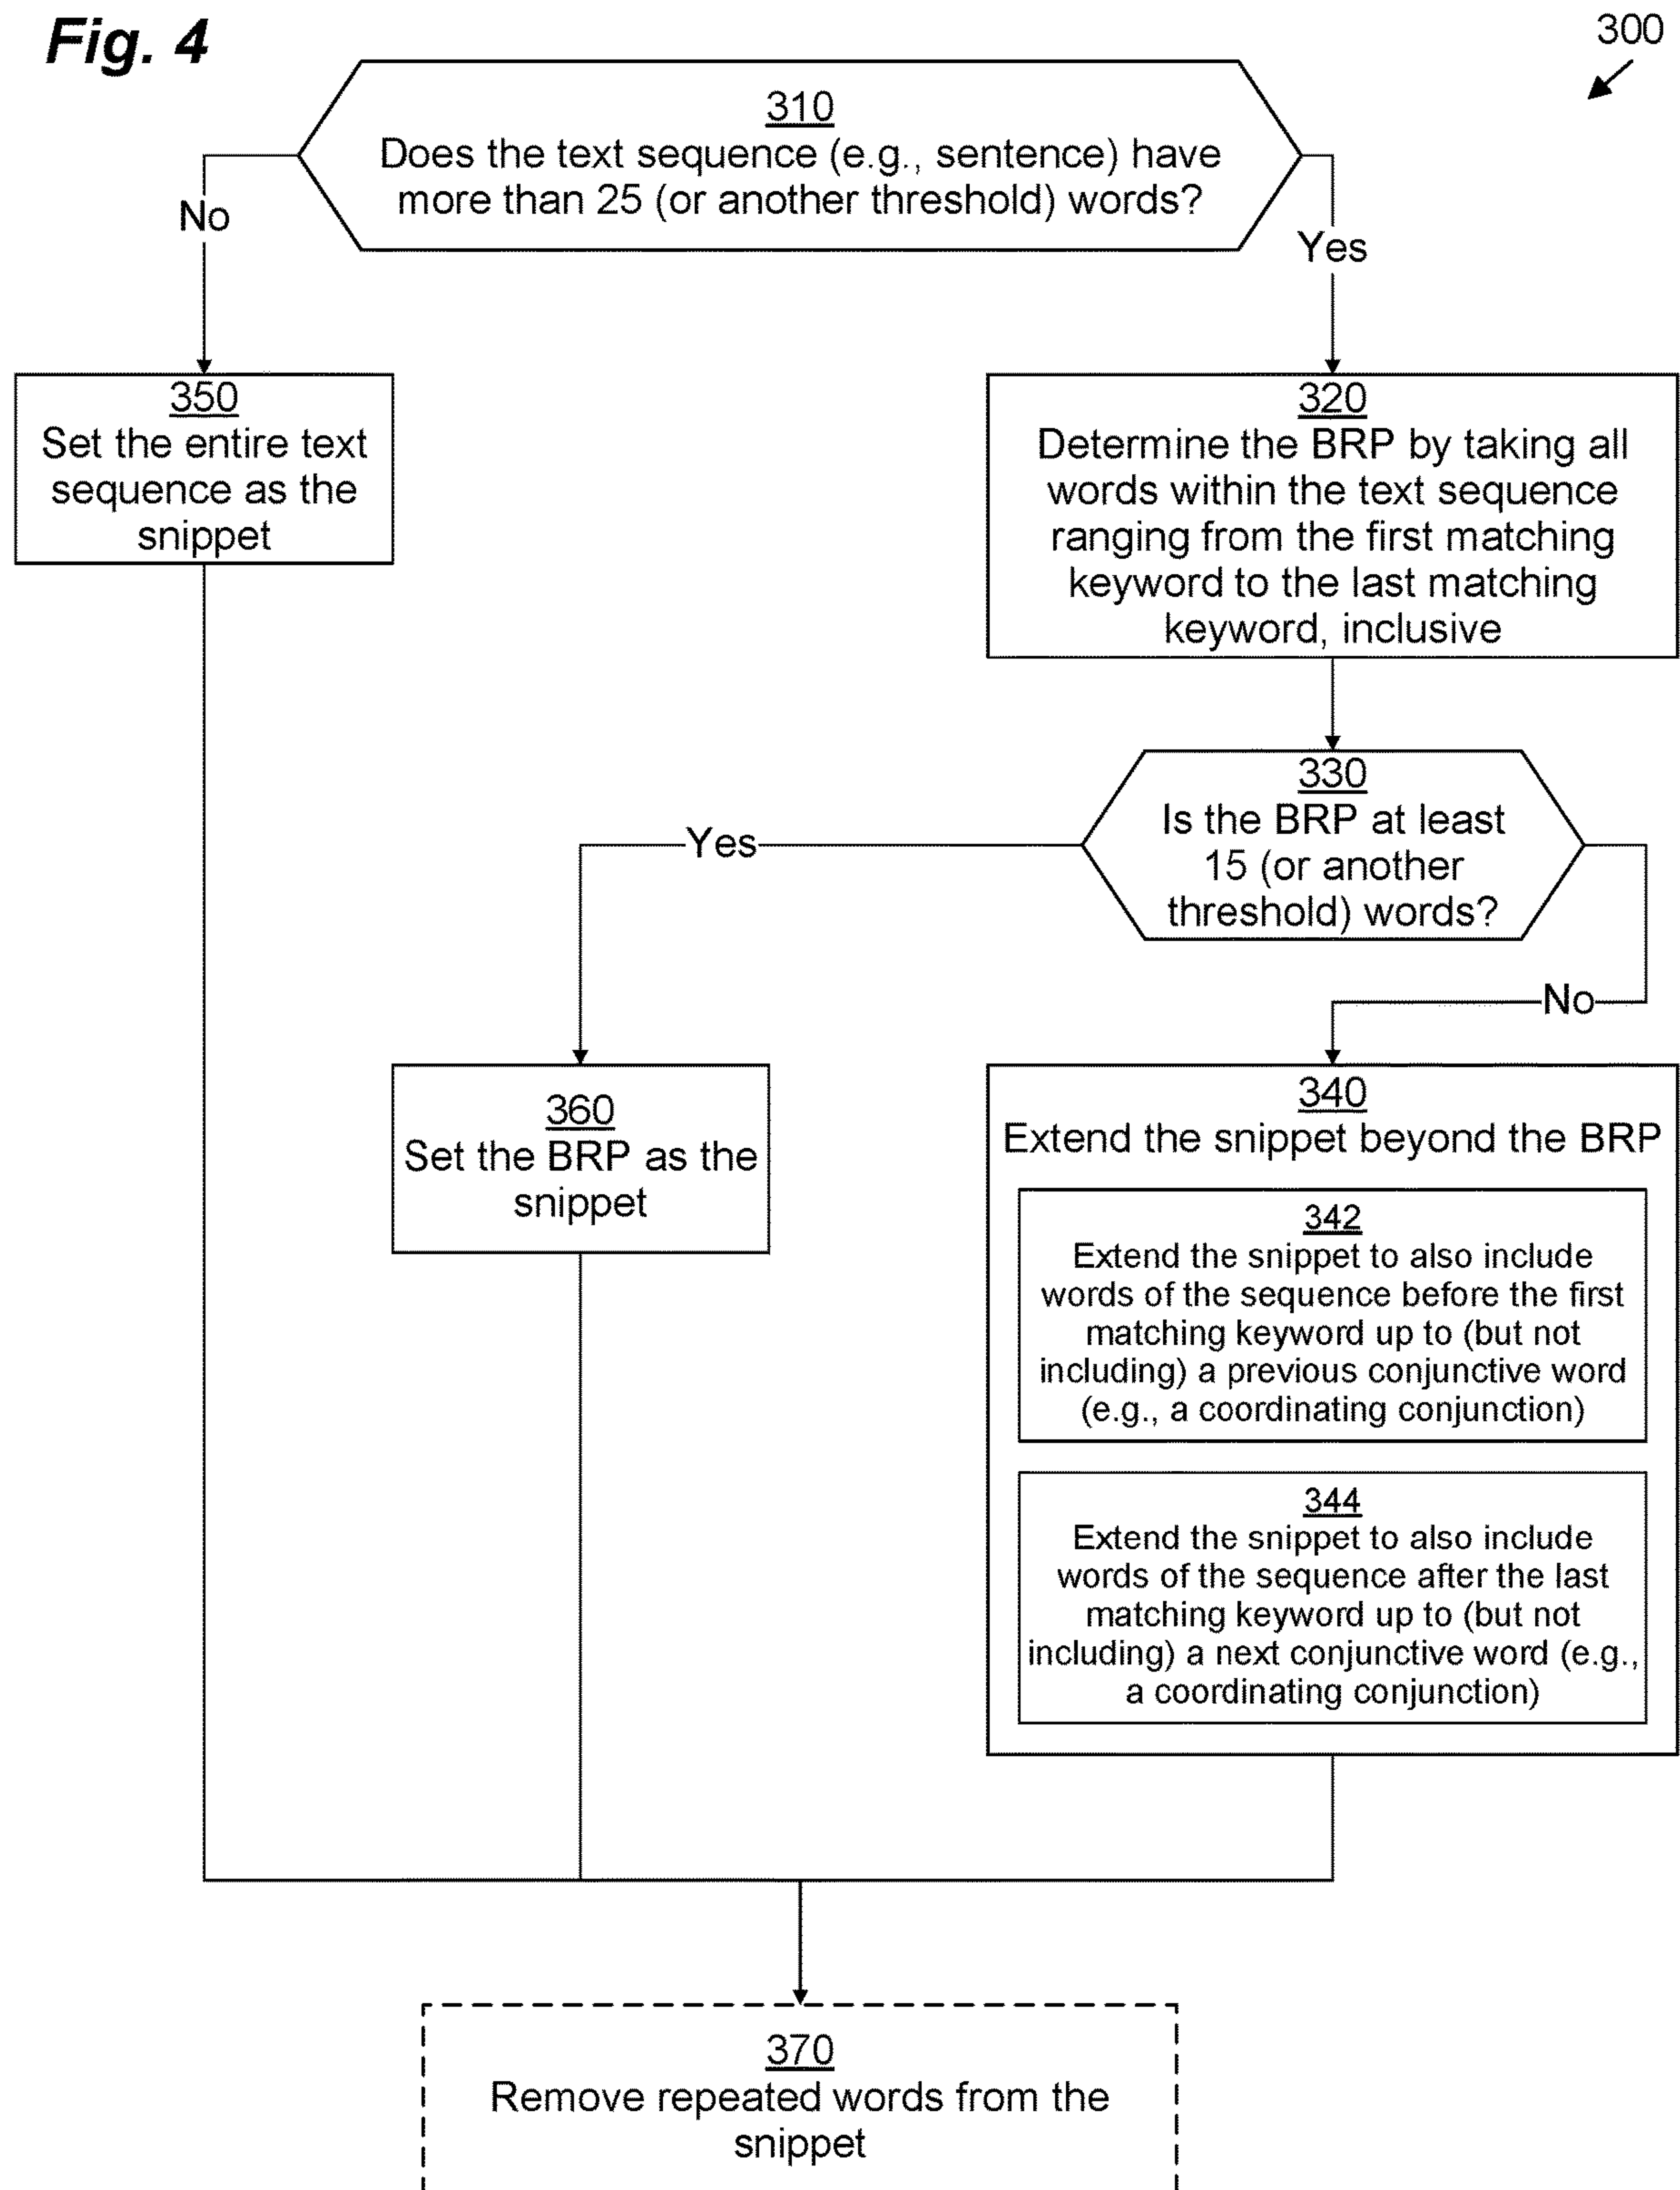 Fig. 4
300
310
Does the text sequence (e.g., sentence) have
more than 25 (or another threshold) words?
No
Yes
350
Set the entire text
sequence as the
snippet
320
Determine the BRP by taking all
words within the text sequence
ranging from the first matching
keyword to the last matching
keyword, inclusive
330
Is the BRP at least
15 (or another
threshold) words?
Yes
No
360
Set the BRP as the
snippet
340
Extend the snippet beyond the BRP
342
Extend the snippet to also include
words of the sequence before the first
matching keyword up to (but not
including) a previous conjunctive word
(e.g., a coordinating conjunction)
344
Extend the snippet to also include
words of the sequence after the last
matching keyword up to (but not
including) a next conjunctive word (e.g.,
a coordinating conjunction)
370
Remove repeated words from the
snippet